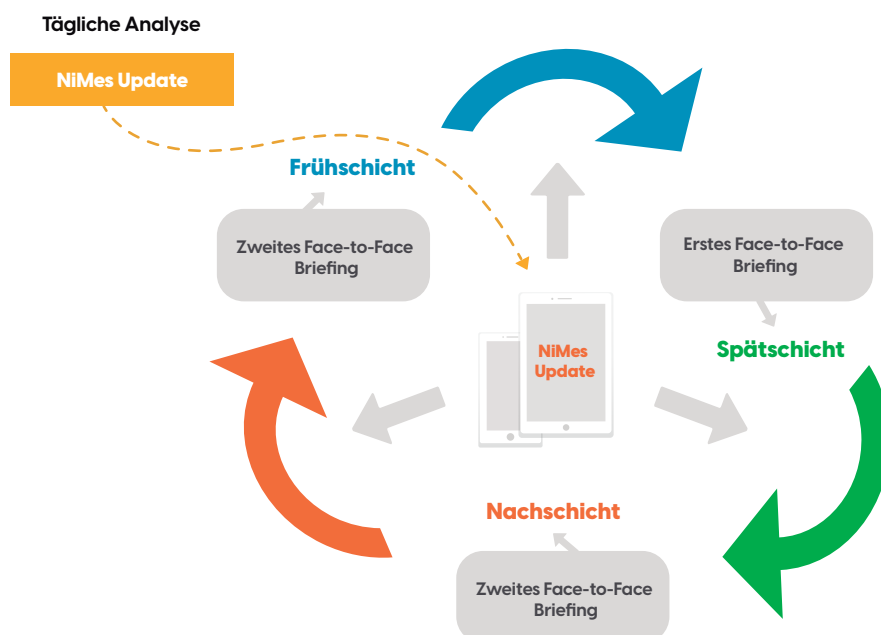 Tägliche Analyse
NiMes Update
Frühschicht
Zweites Face-to-Face
Briefing
Erstes Face-to-Face
Briefing
NiMes
Update
Spätschicht
Nachschicht
Zweites Face-to-Face
Briefing